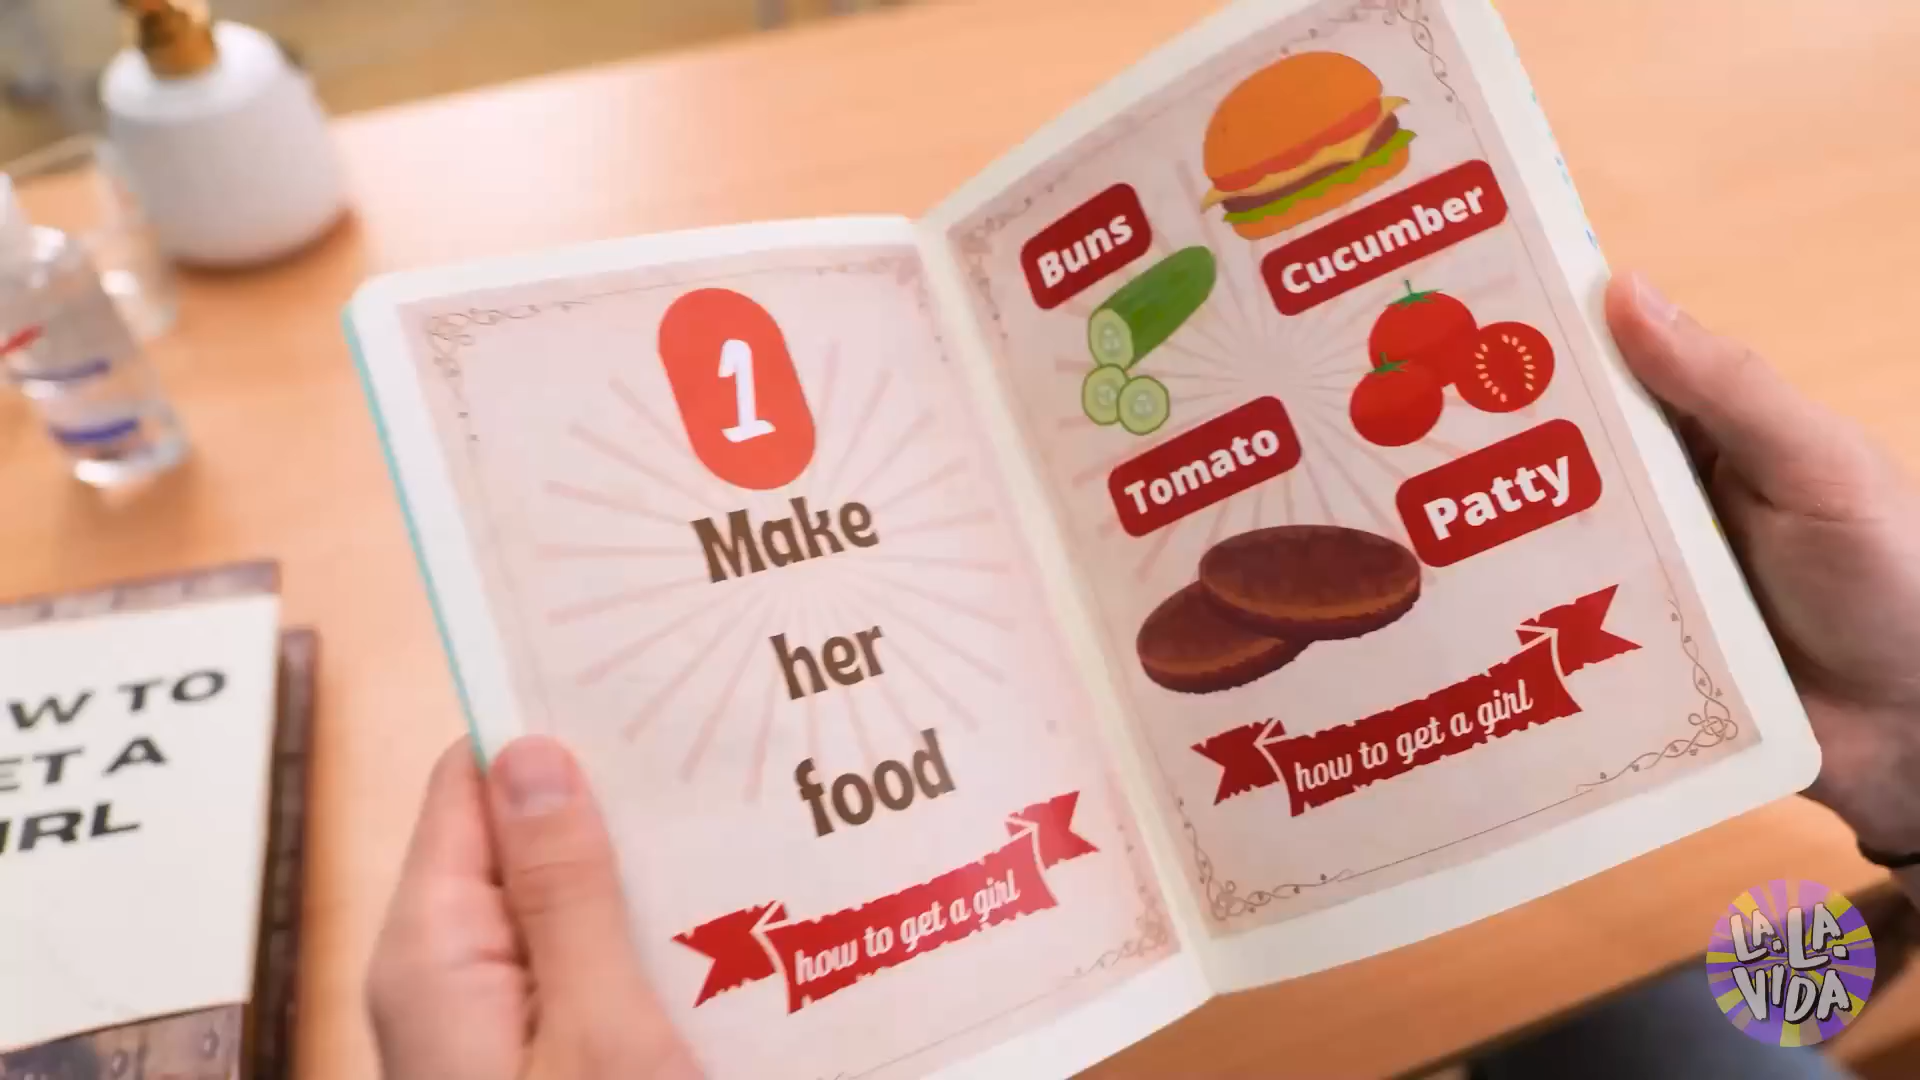 1
Make
her
food
how to get a girl
Buns
Cucumber
Tomato
Patty
how to get a girl
W TO
ET A
IRL
LA.LA.
VIDA